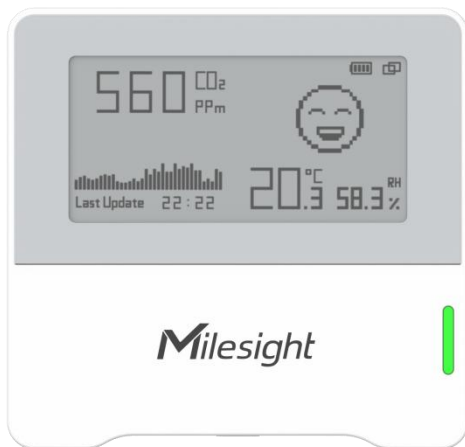 560 CO₂
PPm
20.3 °C 58.3 RH %
Last Update 22:22
Milesight